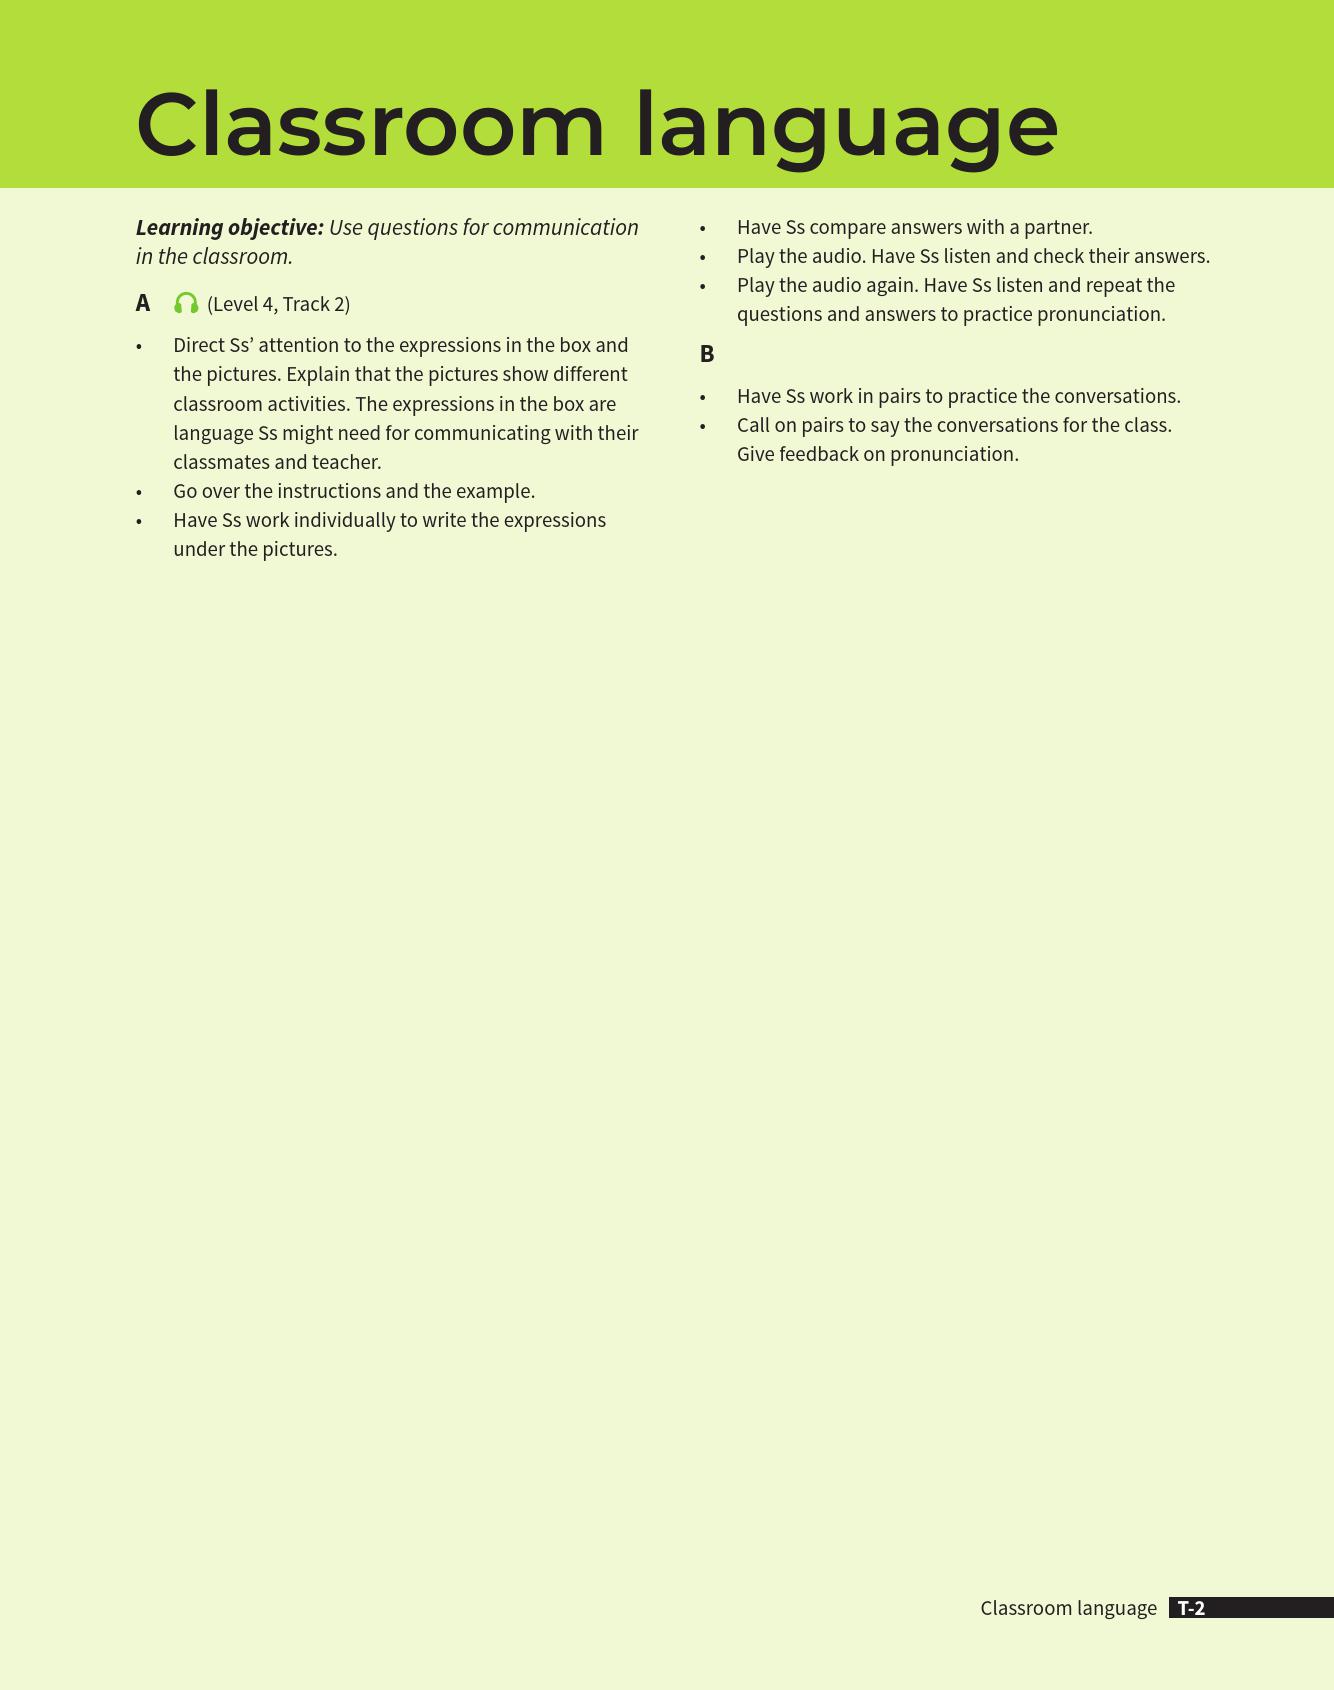 Classroom language
Learning objective: Use questions for communication
in the classroom.
A (Level 4, Track 2)
• Direct Ss’ attention to the expressions in the box and
the pictures. Explain that the pictures show different
classroom activities. The expressions in the box are
language Ss might need for communicating with their
classmates and teacher.
• Go over the instructions and the example.
• Have Ss work individually to write the expressions
under the pictures.
• Have Ss compare answers with a partner.
• Play the audio. Have Ss listen and check their answers.
• Play the audio again. Have Ss listen and repeat the
questions and answers to practice pronunciation.
B
• Have Ss work in pairs to practice the conversations.
• Call on pairs to say the conversations for the class.
Give feedback on pronunciation.
Classroom language T-2